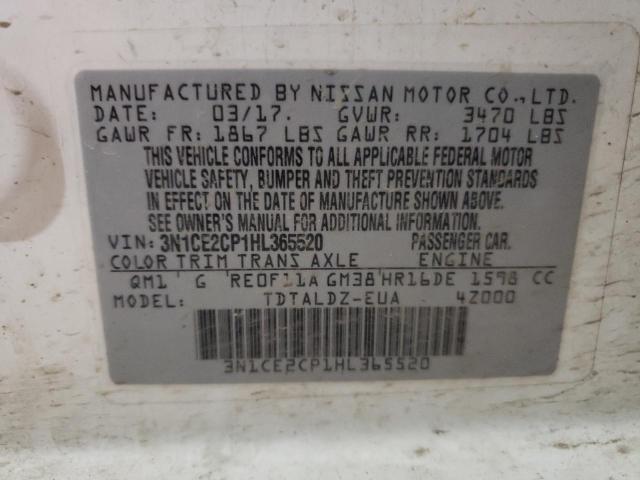 MANUFACTURED BY NISSAN MOTOR CO., LTD.
DATE: 03/17. GVWR: 3470 LBS
GAWR FR: 1867 LBS GAWR RR: 1704 LBS
THIS VEHICLE CONFORMS TO ALL APPLICABLE FEDERAL MOTOR
VEHICLE SAFETY, BUMPER AND THEFT PREVENTION STANDARDS
IN EFFECT ON THE DATE OF MANUFACTURE SHOWN ABOVE.
SEE OWNER'S MANUAL FOR ADDITIONAL INFORMATION.
VIN: 3N1CE2CP1HL365520 PASSENGER CAR.
COLOR TRIM TRANS AXLE ENGINE
QM1 G RE0F11A GM38 HR16DE 1598 CC
MODEL: TDTALDZ-EUA 4Z000
3N1CE2CP1HL365520